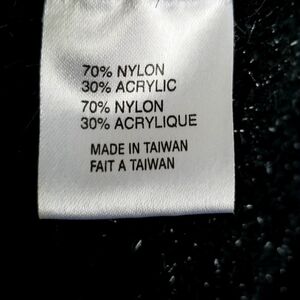 70% NYLON
30% ACRYLIC
70% NYLON
30% ACRYLIQUE
MADE IN TAIWAN
FAIT A TAIWAN